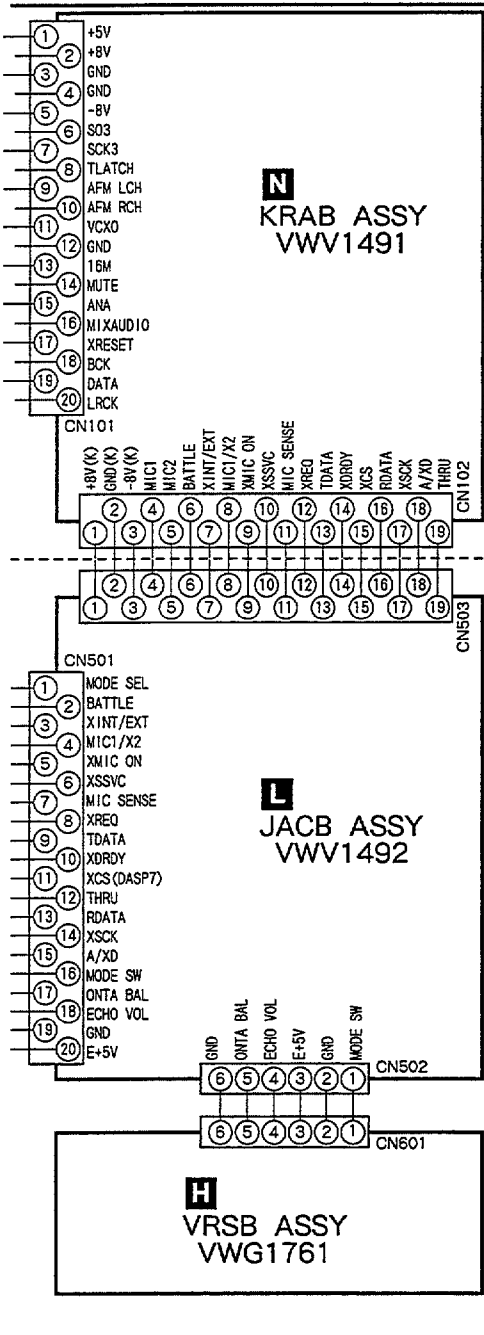 1 +5V
2 +8V
3 GND
4 GND
5 -8V
6 SO3
7 SCK3
8 TLATCH
9 AFM LCH
10 AFM RCH
11 VCXO
12 GND
13 16M
14 MUTE
15 ANA
16 MIXAUDIO
17 XRESET
18 BCK
19 DATA
20 LRCK
CN101
N
KRAB ASSY
VWV1491
+8V(K)
GND(K)
-8V(K)
MIC1
MIC2
BATTLE
XINT/EXT
MIC1/X2
XMIC ON
XSSVC
MIC SENSE
XREQ
TDATA
XDRDY
XCS
RDATA
XSCK
A/XD
THRU
CN102
2 4 6 8 10 12 14 16 18
1 3 5 7 9 11 13 15 17 19
2 4 6 8 10 12 14 16 18
1 3 5 7 9 11 13 15 17 19
CN503
CN501
1 MODE SEL
2 BATTLE
3 XINT/EXT
4 MIC1/X2
5 XMIC ON
6 XSSVC
7 MIC SENSE
8 XREQ
9 TDATA
10 XDRDY
11 XCS(DASP7)
12 THRU
13 RDATA
14 XSCK
15 A/XD
16 MODE SW
17 ONTA BAL
18 ECHO VOL
19 GND
20 E+5V
L
JACB ASSY
VWV1492
GND
ONTA BAL
ECHO VOL
E+5V
GND
MODE SW
6 5 4 3 2 1
CN502
6 5 4 3 2 1
CN601
H
VRSB ASSY
VWG1761